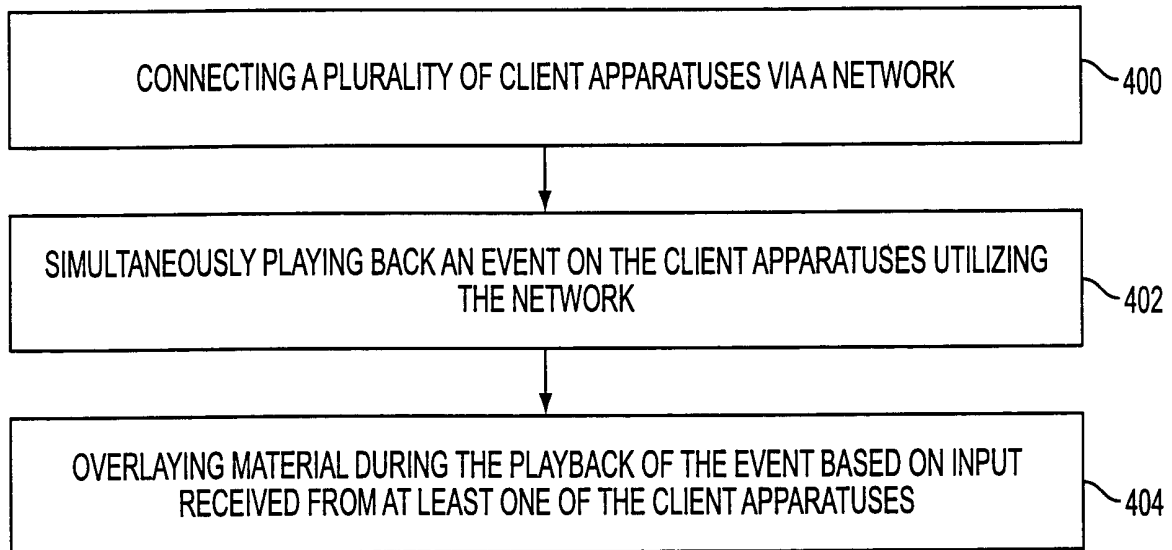 CONNECTING A PLURALITY OF CLIENT APPARATUSES VIA A NETWORK
400
SIMULTANEOUSLY PLAYING BACK AN EVENT ON THE CLIENT APPARATUSES UTILIZING
THE NETWORK
402
OVERLAYING MATERIAL DURING THE PLAYBACK OF THE EVENT BASED ON INPUT
RECEIVED FROM AT LEAST ONE OF THE CLIENT APPARATUSES
404